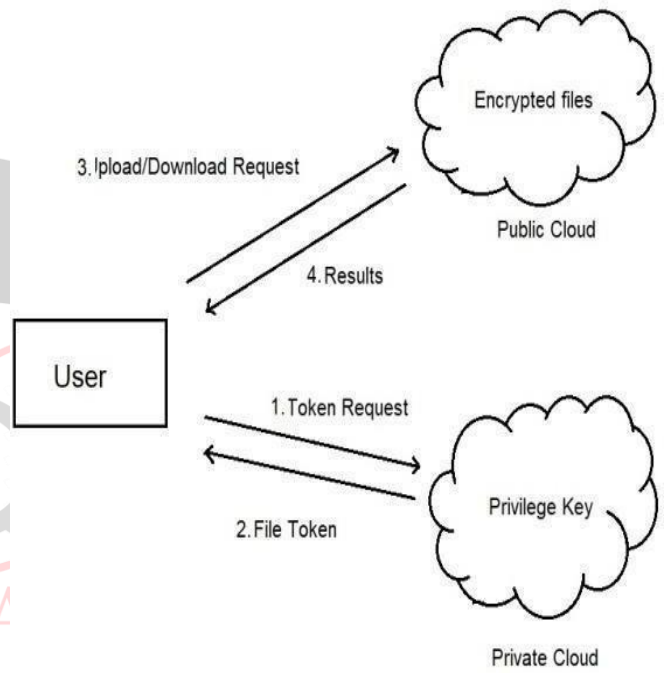 Encrypted files
3. Ipload/Download Request
Public Cloud
4. Results
User
1. Token Request
Privilege Key
2. File Token
Private Cloud